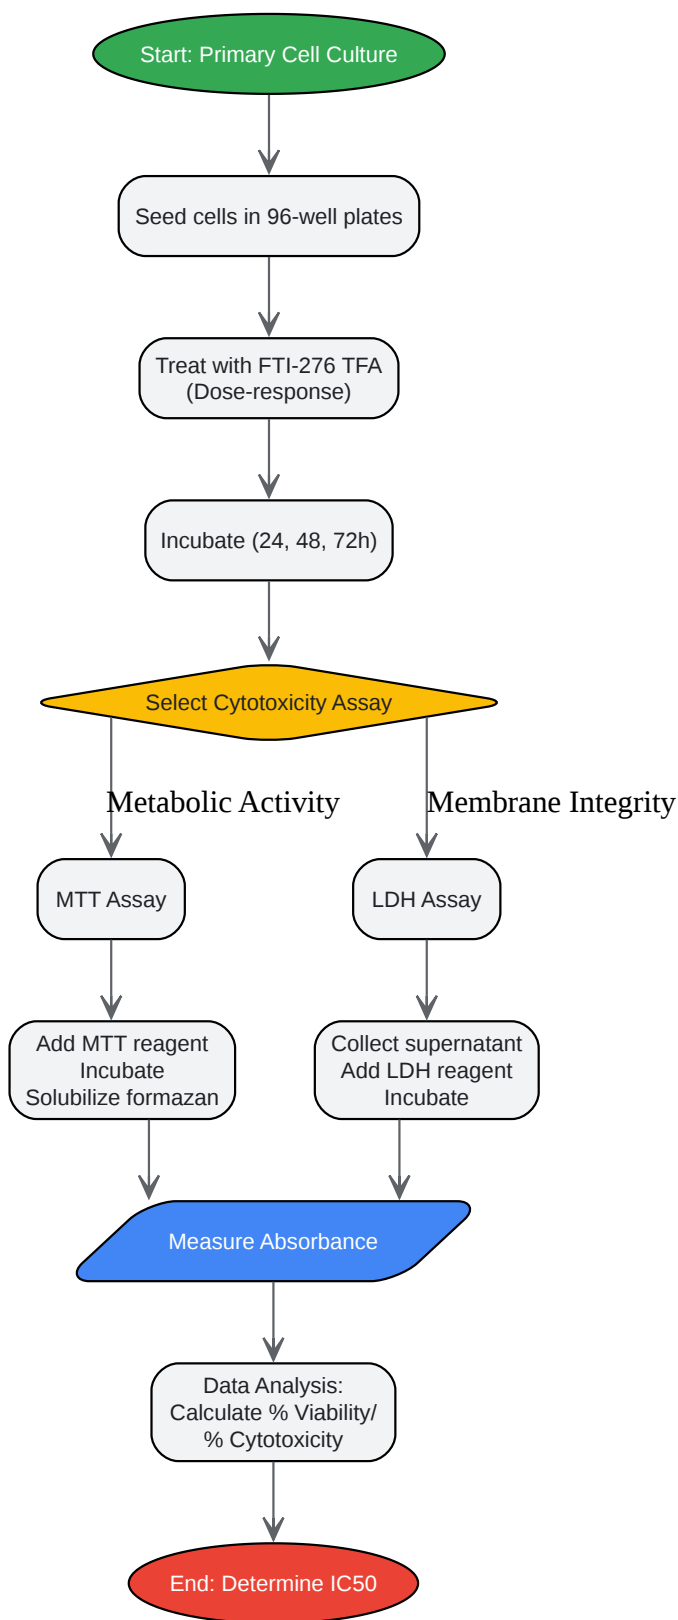 Start: Primary Cell Culture
Seed cells in 96-well plates
Treat with FTI-276 TFA
(Dose-response)
Incubate (24, 48, 72h)
Select Cytotoxicity Assay
Metabolic Activity
Membrane Integrity
MTT Assay
LDH Assay
Add MTT reagent
Incubate
Solubilize formazan
Collect supernatant
Add LDH reagent
Incubate
Measure Absorbance
Data Analysis:
Calculate % Viability/
% Cytotoxicity
End: Determine IC50